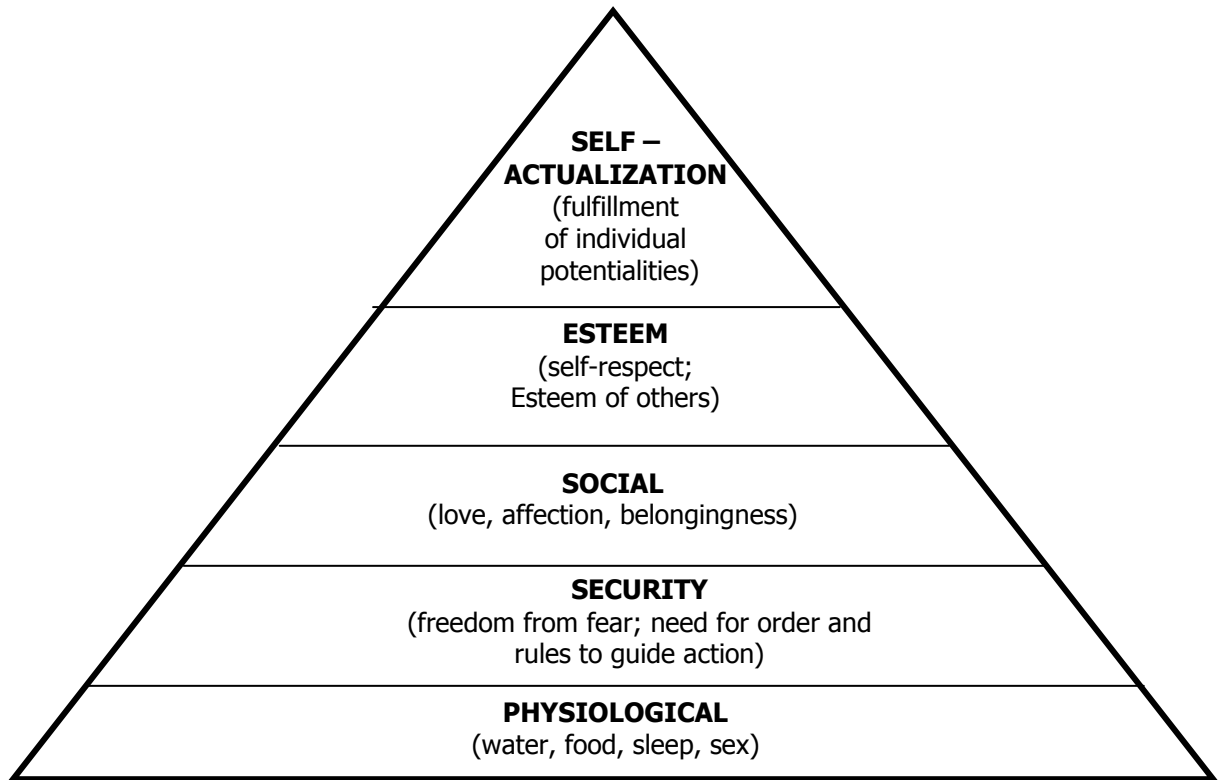 SELF –
ACTUALIZATION
(fulfillment
of individual
potentialities)
ESTEEM
(self-respect;
Esteem of others)
SOCIAL
(love, affection, belongingness)
SECURITY
(freedom from fear; need for order and
rules to guide action)
PHYSIOLOGICAL
(water, food, sleep, sex)